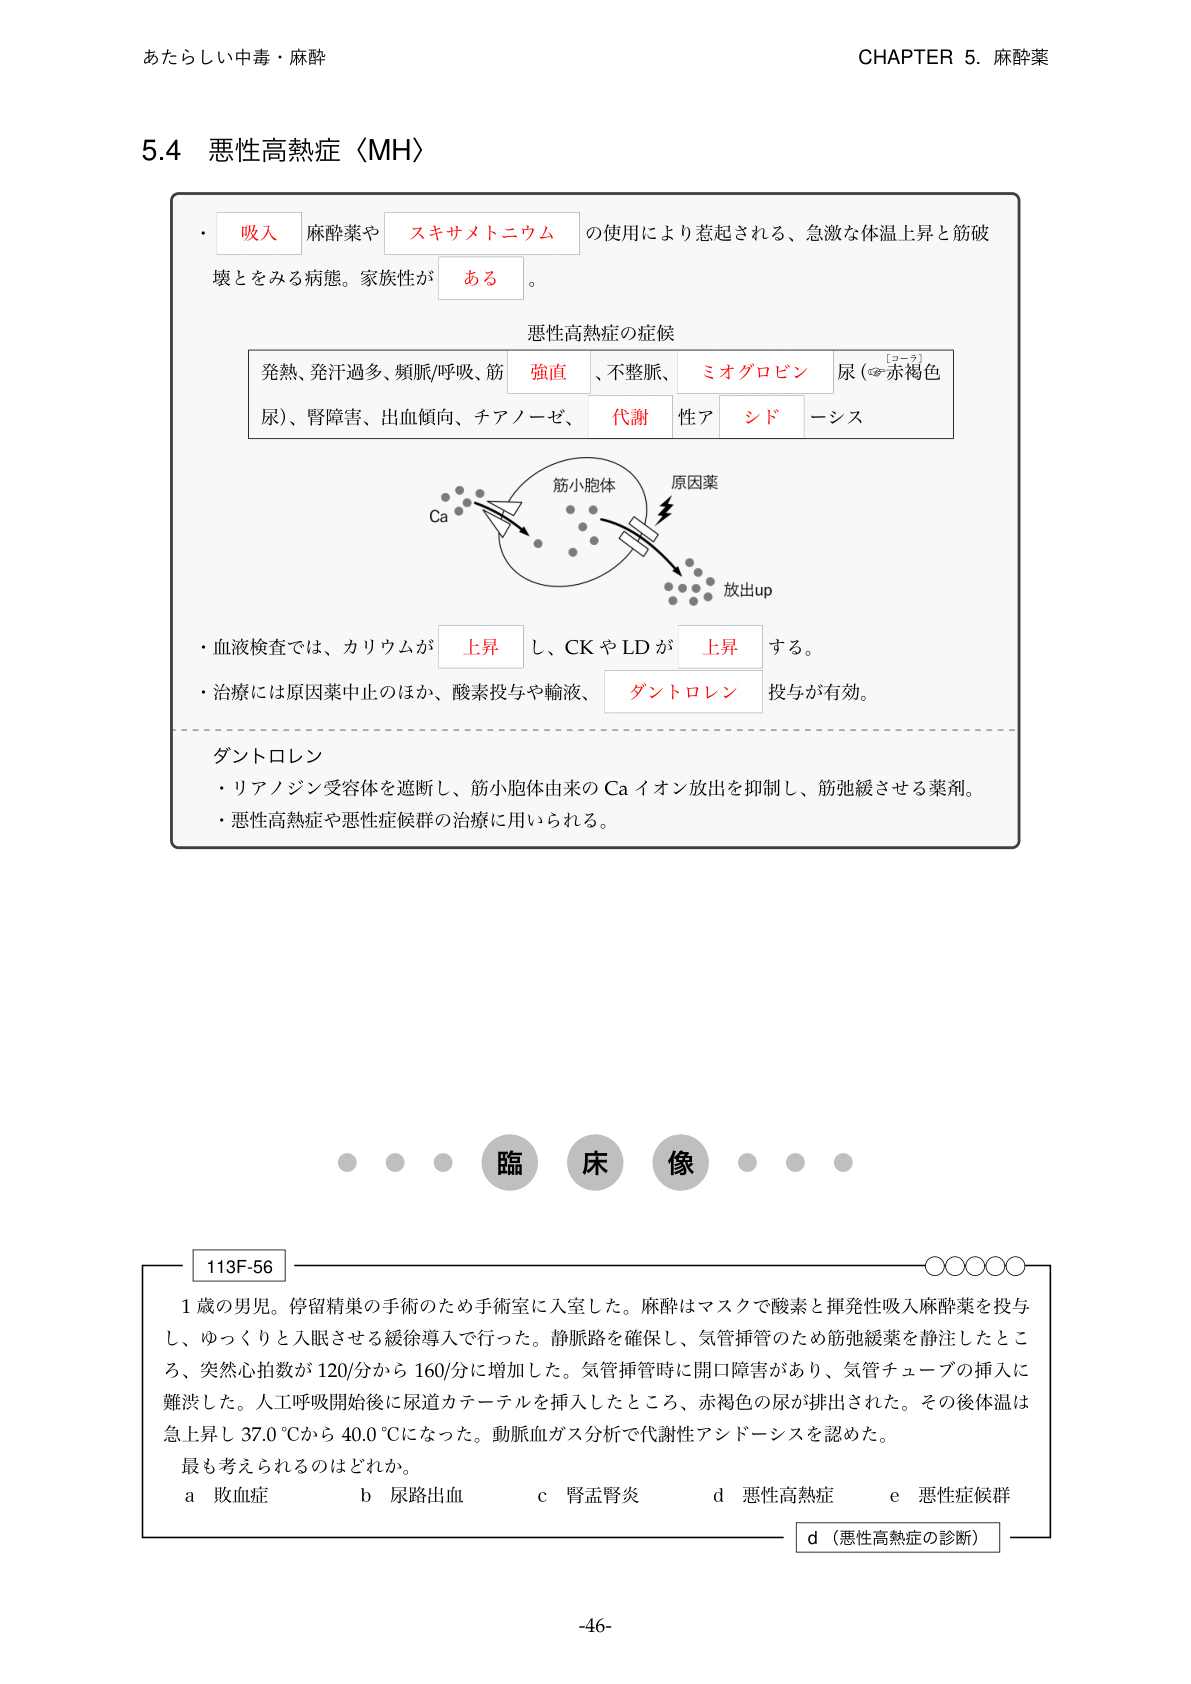 あたらしい中毒・麻酔
CHAPTER 5. 麻酔薬
5.4 悪性高熱症〈MH〉
・ 吸入 麻酔薬や スキサメトニウム の使用により惹起される、急激な体温上昇と筋破
壊とをみる病態。家族性が ある 。
悪性高熱症の症候
[コーラ]
発熱、発汗過多、頻脈/呼吸、筋 強直 、不整脈、 ミオグロビン 尿 (☞赤褐色
尿)、腎障害、出血傾向、チアノーゼ、 代謝 性ア シド ーシス
筋小胞体
原因薬
Ca
放出up
・血液検査では、カリウムが 上昇 し、CK や LD が 上昇 する。
・治療には原因薬中止のほか、酸素投与や輸液、 ダントロレン 投与が有効。
ダントロレン
・リアノジン受容体を遮断し、筋小胞体由来の Ca イオン放出を抑制し、筋弛緩させる薬剤。
・悪性高熱症や悪性症候群の治療に用いられる。
臨床像
113F-56
1 歳の男児。停留精巣の手術のため手術室に入室した。麻酔はマスクで酸素と揮発性吸入麻酔薬を投与
し、ゆっくりと入眠させる緩徐導入で行った。静脈路を確保し、気管挿管のため筋弛緩薬を静注したとこ
ろ、突然心拍数が 120/分から 160/分に増加した。気管挿管時に開口障害があり、気管チューブの挿入に
難渋した。人工呼吸開始後に尿道カテーテルを挿入したところ、赤褐色の尿が排出された。その後体温は
急上昇し 37.0 ℃から 40.0 ℃になった。動脈血ガス分析で代謝性アシドーシスを認めた。
最も考えられるのはどれか。
a 敗血症 b 尿路出血 c 腎盂腎炎 d 悪性高熱症 e 悪性症候群
d （悪性高熱症の診断）
-46-